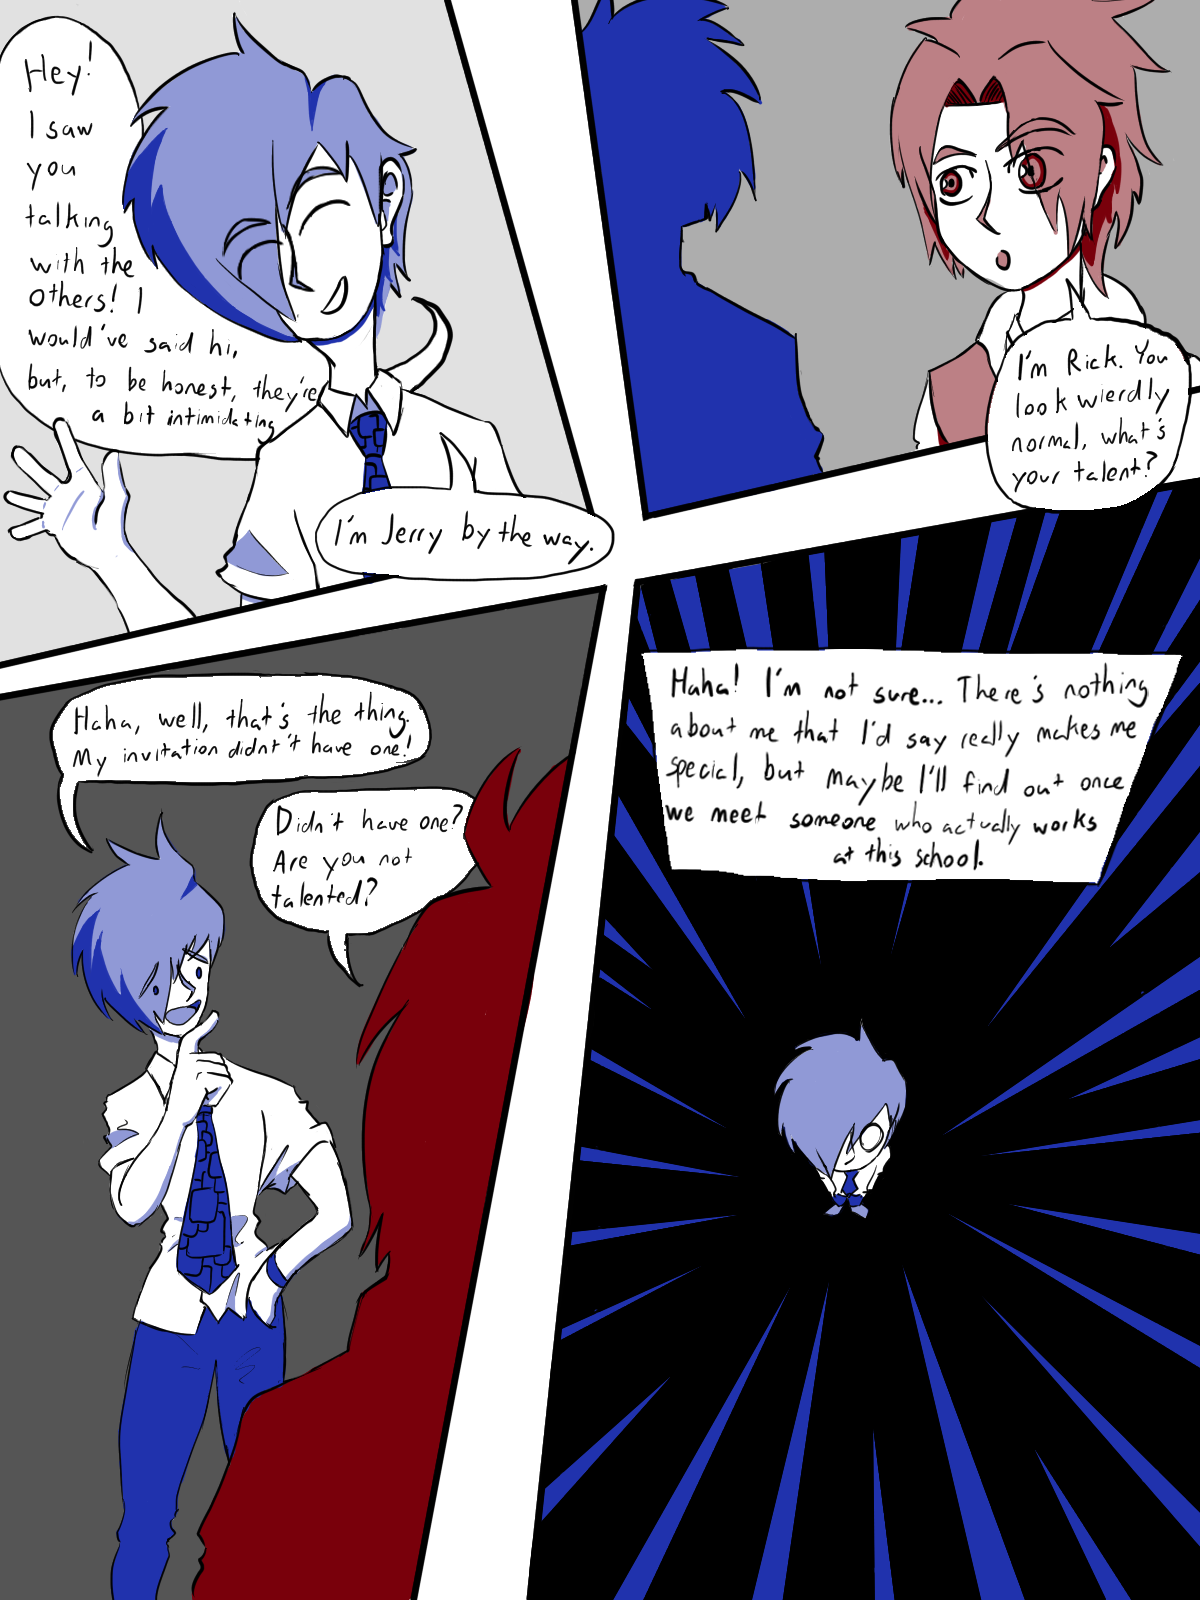 Hey!
I saw
you
talking
with the
others! I
would've said hi,
but, to be honest, they're
a bit intimidating
I'm Jerry by the way.
I'm Rick. You
look wierdly
normal, what's
your talent?
Haha, well, that's the thing.
My invitation didnt't have one!
Didn't have one?
Are you not
talented?
Haha! I'm not sure... There's nothing
about me that I'd say really makes me
special, but maybe I'll find out once
we meet someone who actually works
at this school.